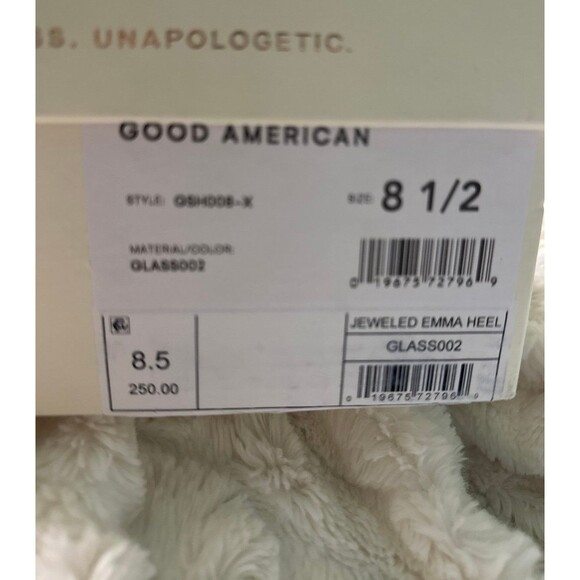 SS. UNAPOLOGETIC.
GOOD AMERICAN
STYLE: GSH006-X
SIZE: 8 1/2
MATERIAL/COLOR:
GLASS002
0 19675 72796 9
8.5
250.00
JEWELED EMMA HEEL
GLASS002
0 19675 72796 9